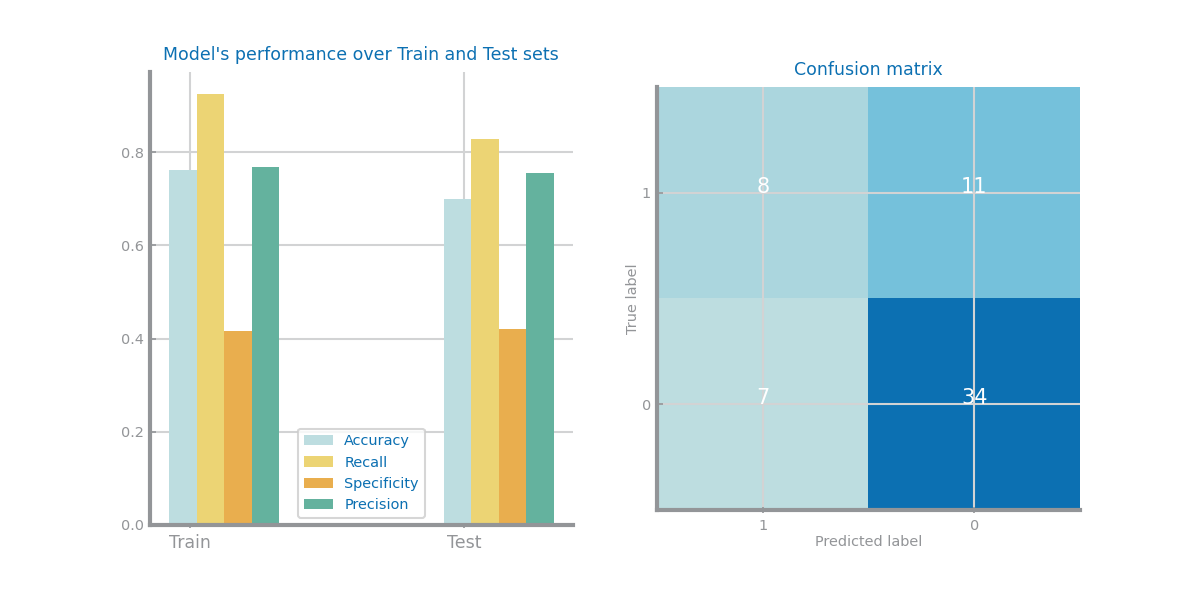 Model's performance over Train and Test sets
0.8
0.6
0.4
0.2
0.0
Accuracy
Recall
Specificity
Precision
Train
Test
Confusion matrix
True label
1
0
8
11
7
34
1
0
Predicted label